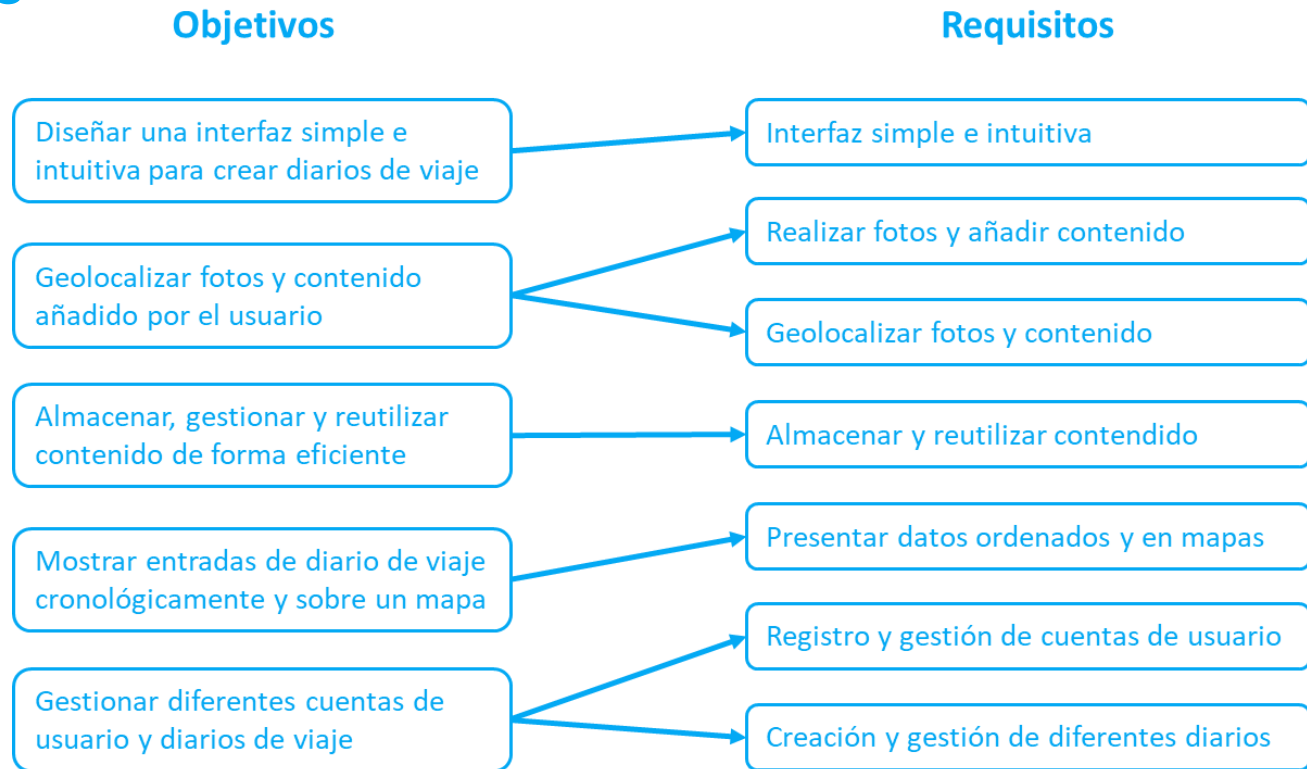 Objetivos
Requisitos
Diseñar una interfaz simple e
intuitiva para crear diarios de viaje
Interfaz simple e intuitiva
Geolocalizar fotos y contenido
añadido por el usuario
Realizar fotos y añadir contenido
Geolocalizar fotos y contenido
Almacenar, gestionar y reutilizar
contenido de forma eficiente
Almacenar y reutilizar contendido
Mostrar entradas de diario de viaje
cronológicamente y sobre un mapa
Presentar datos ordenados y en mapas
Gestionar diferentes cuentas de
usuario y diarios de viaje
Registro y gestión de cuentas de usuario
Creación y gestión de diferentes diarios